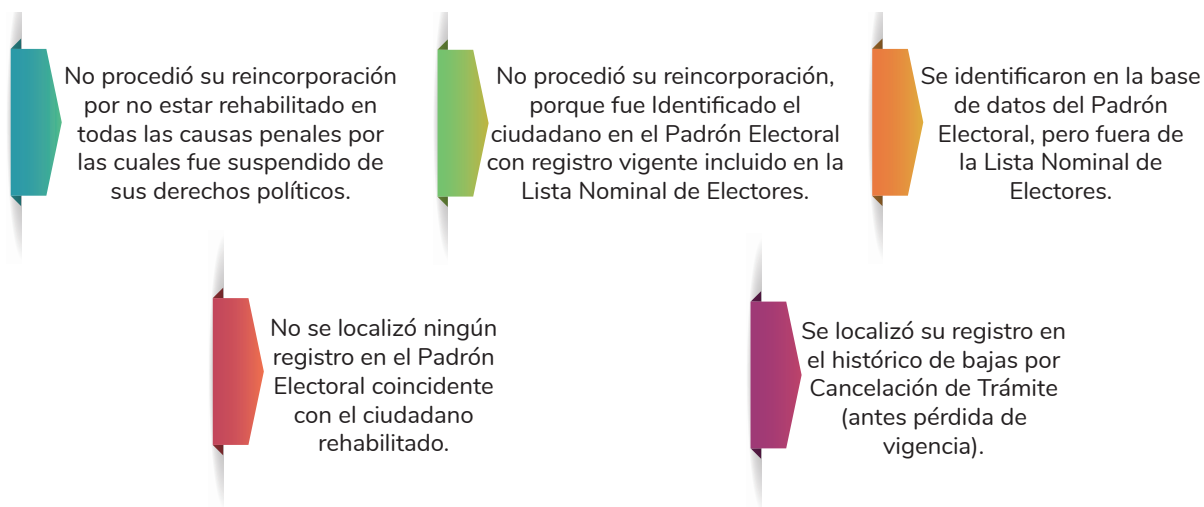 No procedió su reincorporación
por no estar rehabilitado en
todas las causas penales por
las cuales fue suspendido de
sus derechos políticos.
No procedió su reincorporación,
porque fue Identificado el
ciudadano en el Padrón Electoral
con registro vigente incluido en la
Lista Nominal de Electores.
Se identificaron en la base
de datos del Padrón
Electoral, pero fuera de
la Lista Nominal de
Electores.
No se localizó ningún
registro en el Padrón
Electoral coincidente
con el ciudadano
rehabilitado.
Se localizó su registro en
el histórico de bajas por
Cancelación de Trámite
(antes pérdida de
vigencia).